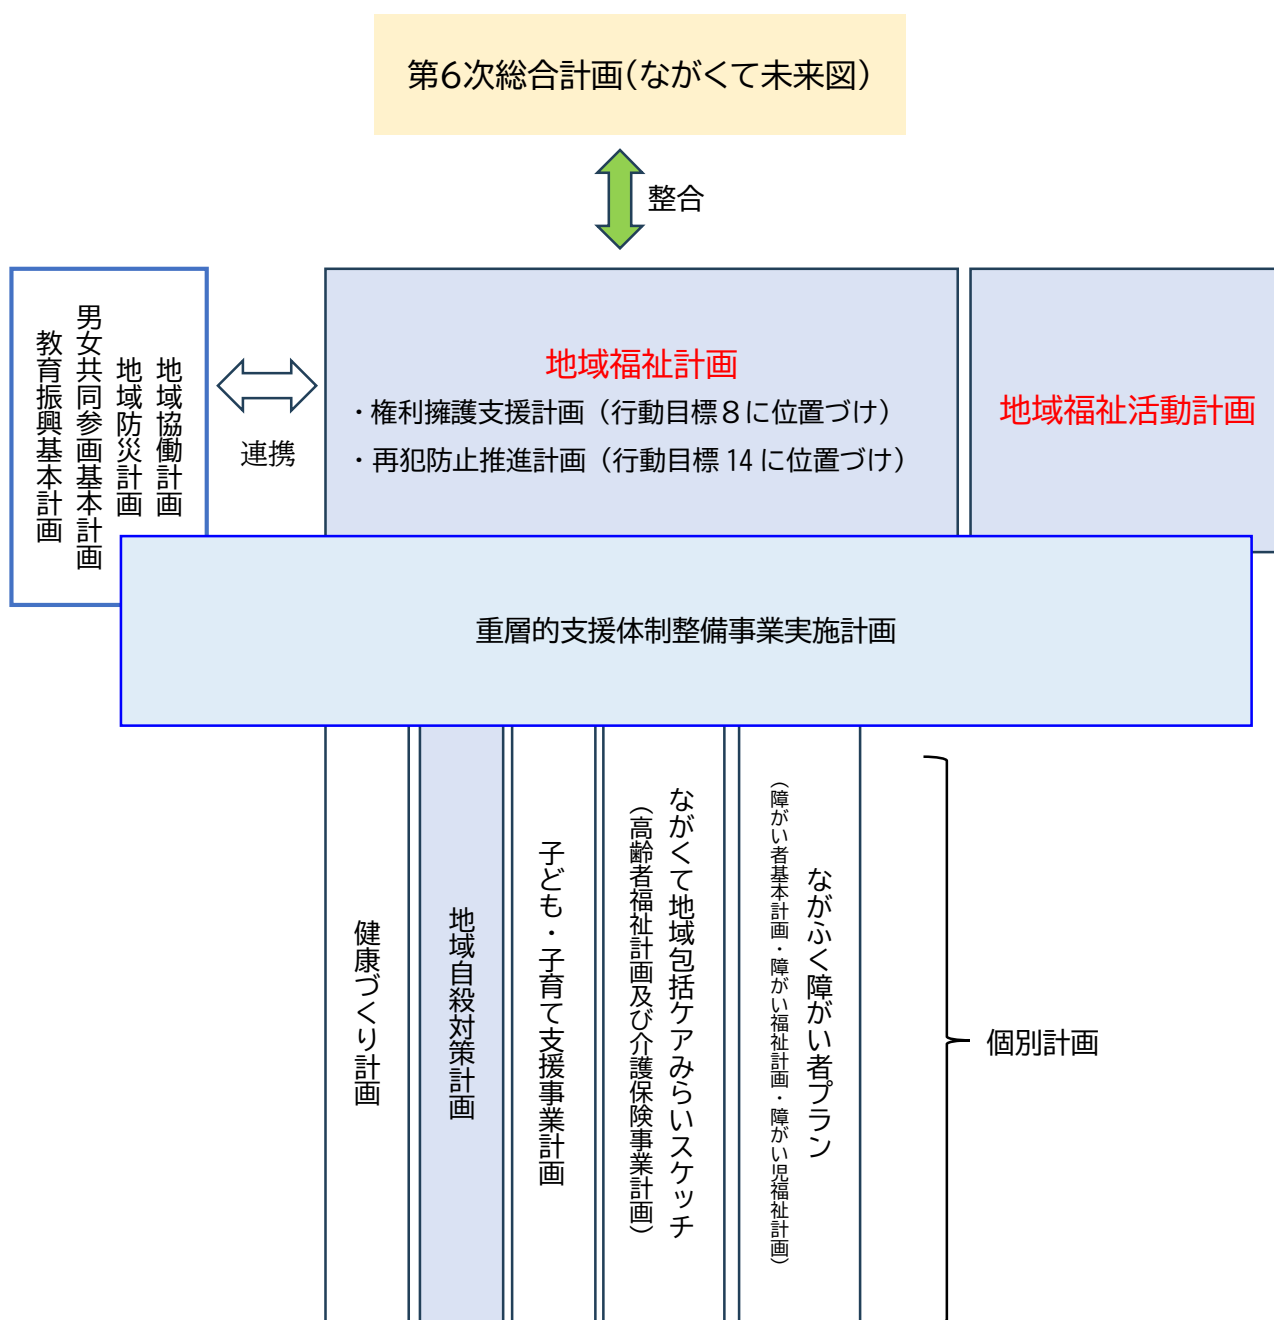 第6次総合計画(ながくて未来図)
整合
地域協働計画
地域防災計画
男女共同参画基本計画
教育振興基本計画
連携
地域福祉計画
・権利擁護支援計画（行動目標８に位置づけ）
・再犯防止推進計画（行動目標 14 に位置づけ）
地域福祉活動計画
重層的支援体制整備事業実施計画
ながふく障がい者プラン
（障がい者基本計画・障がい福祉計画・障がい児福祉計画）
ながくて地域包括ケアみらいスケッチ
（高齢者福祉計画及び介護保険事業計画）
子ども・子育て支援事業計画
地域自殺対策計画
健康づくり計画
個別計画